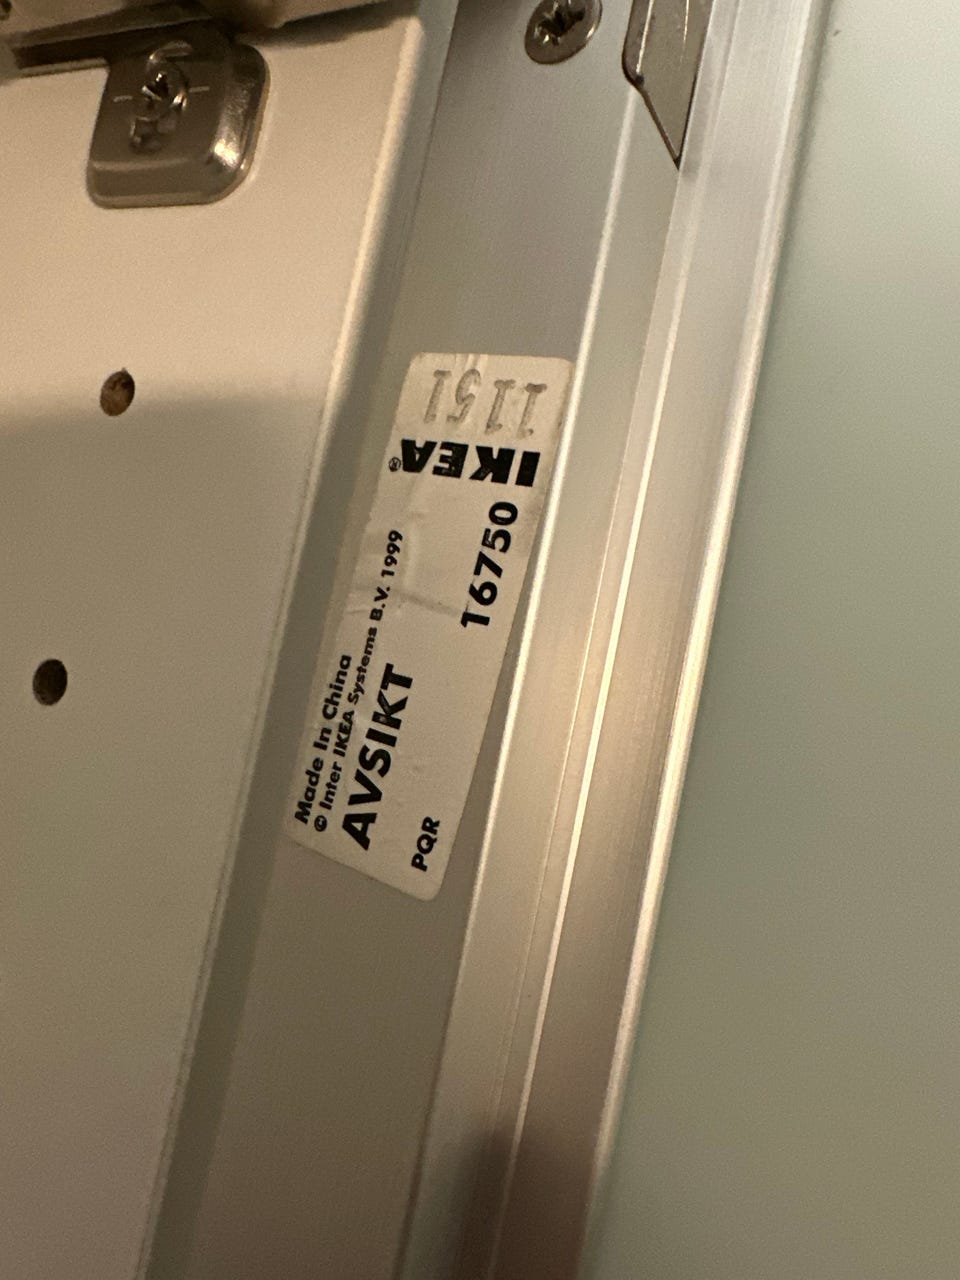 Made In China
© Inter IKEA Systems B.V. 1999
AVSIKT
PQR 16750
IKEA®
1151